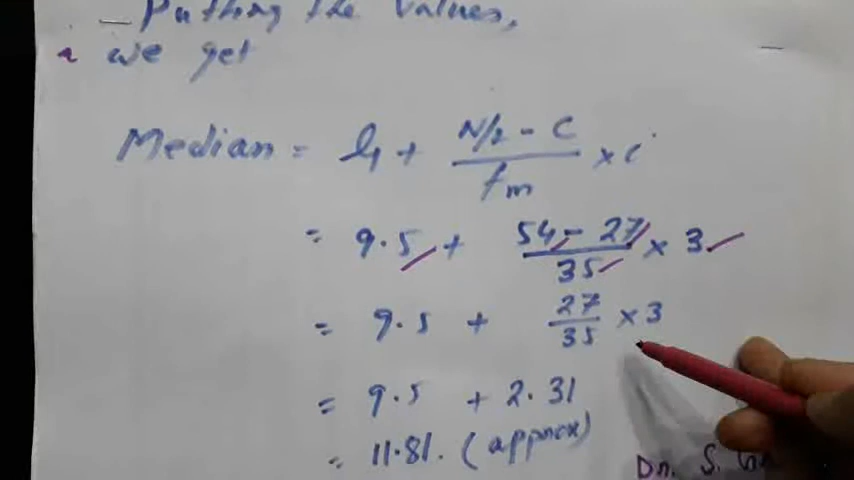 Putting the values,
we get
Median = l₁ + N/2 - C / fm × i
= 9.5 + 54 - 27 / 35 × 3
= 9.5 + 27 / 35 × 3
= 9.5 + 2.31
= 11.81. (approx)
Dr. S.